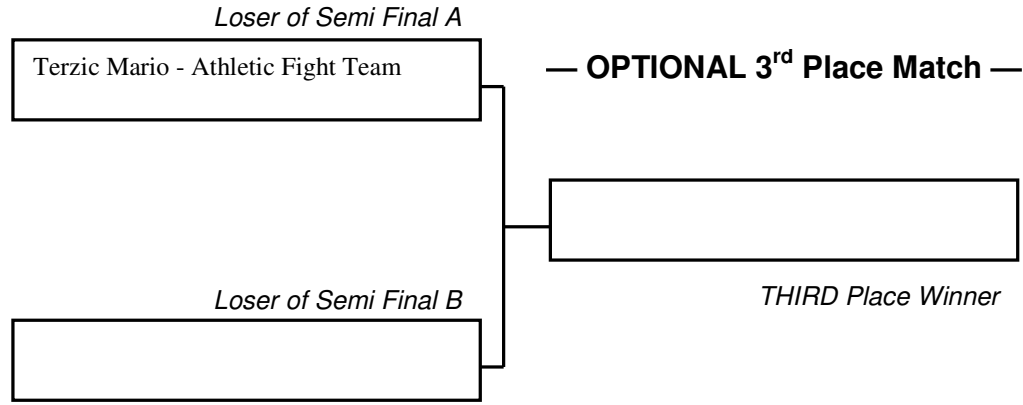 Loser of Semi Final A
Terzic Mario - Athletic Fight Team
— OPTIONAL 3rd Place Match —
Loser of Semi Final B
THIRD Place Winner